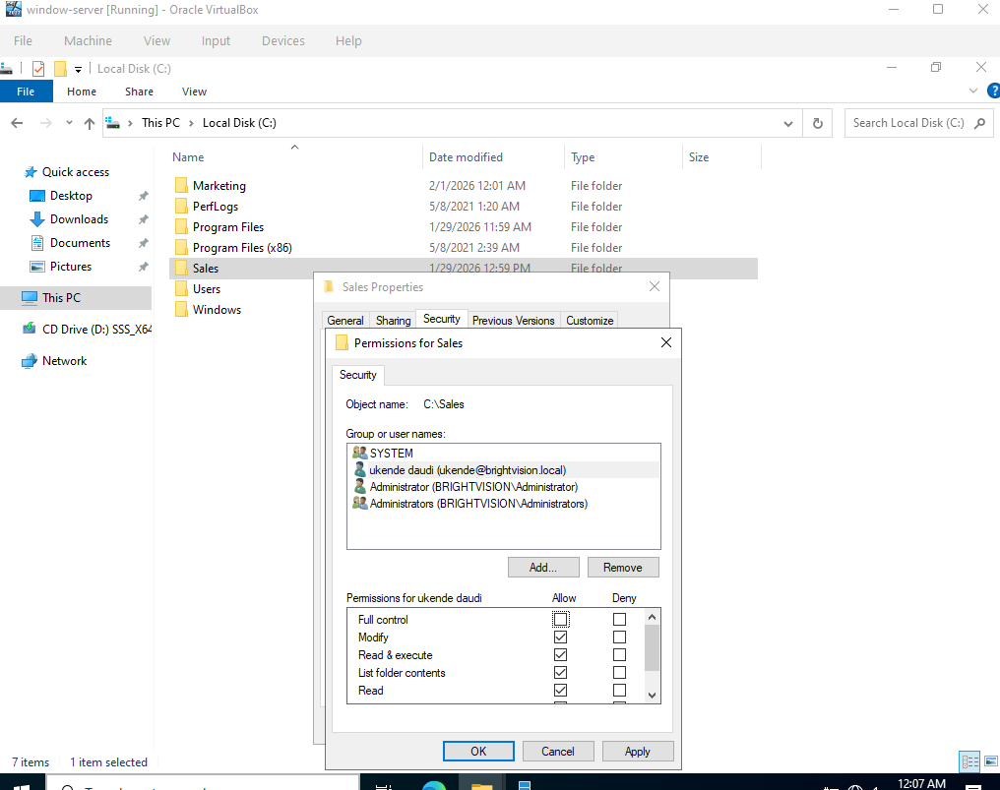 window-server [Running] - Oracle VirtualBox
File Machine View Input Devices Help
Local Disk (C:)
File Home Share View
This PC Local Disk (C:) Search Local Disk (C:)
Name Date modified Type Size
Quick access
Desktop
Downloads
Documents
Pictures
This PC
CD Drive (D:) SSS_X64
Network
Marketing 2/1/2026 12:01 AM File folder
PerfLogs 5/8/2021 1:20 AM File folder
Program Files 1/29/2026 11:59 AM File folder
Program Files (x86) 5/8/2021 2:39 AM File folder
Sales 1/29/2026 12:59 PM File folder
Users
Windows
Sales Properties
General Sharing Security Previous Versions Customize
Permissions for Sales
Security
Object name: C:\Sales
Group or user names:
SYSTEM
ukende daudi (ukende@brightvision.local)
Administrator (BRIGHTVISION\Administrator)
Administrators (BRIGHTVISION\Administrators)
Add... Remove
Permissions for ukende daudi Allow Deny
Full control
Modify
Read & execute
List folder contents
Read
OK Cancel Apply
7 items 1 item selected
12:07 AM